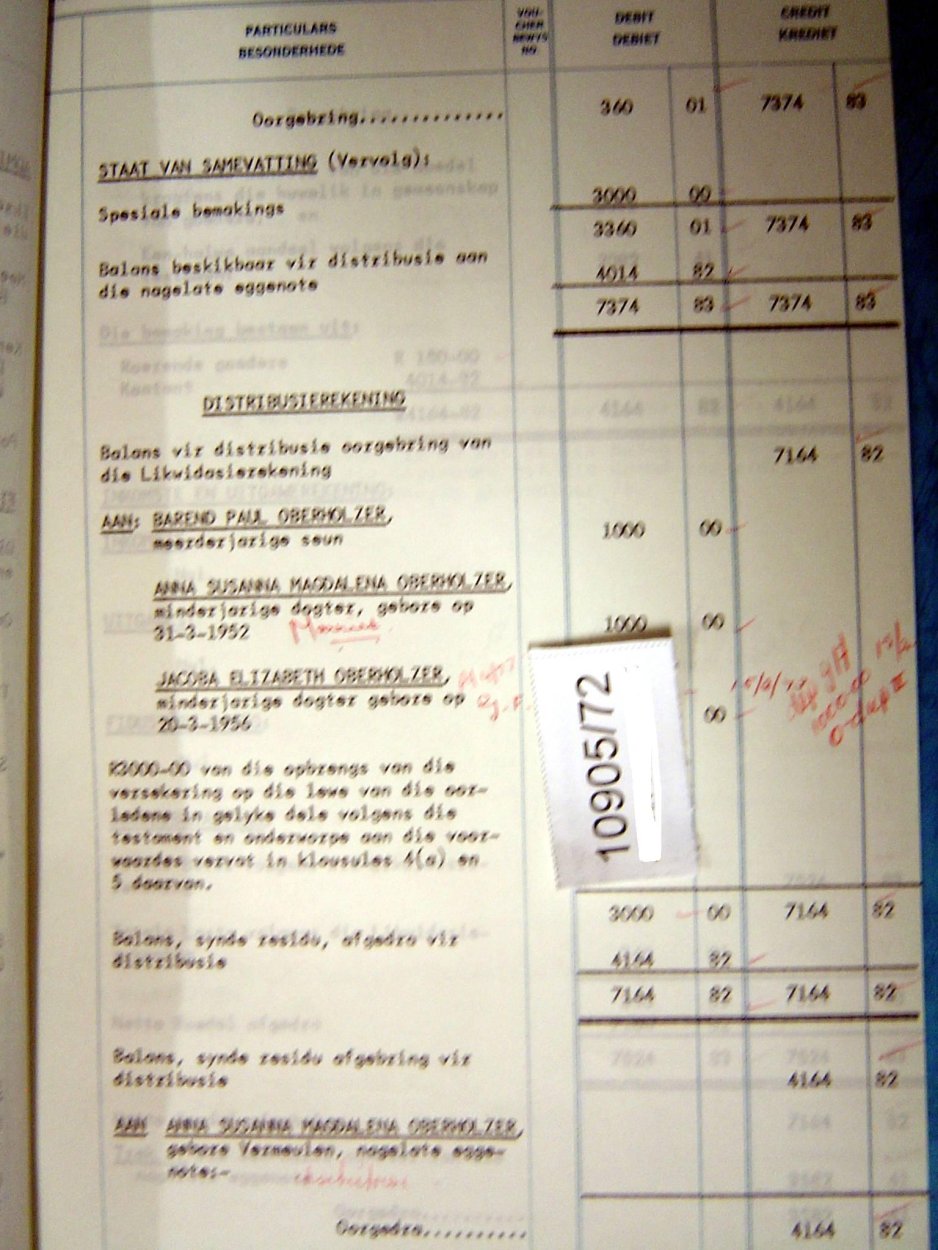 PARTICULARS
BESONDERHEDE
VOU-
CHER
BEWYS
NO
DEBIT
DEBIET
CREDIT
KREDIET
Oorgebring.............. 360 01 7374 83
STAAT VAN SAMEVATTING (Vervolg):
Spesiale bemakings 3000 00
3360 01 7374 83
Balans beskikbaar vir distribusie aan
die nagelate eggenote 4014 82
7374 83 7374 83
DISTRIBUSIEREKENING
Balans vir distribusie oorgebring van
die Likwidasierekening 7164 82
AAN: BAREND PAUL OBERHOLZER,
meerderjarige seun 1000 00
ANNA SUSANNA MAGDALENA OBERHOLZER,
minderjarige dogter, gebore op
31-3-1952 Married 1000 00
JACOBA ELIZABETH OBERHOLZER,
minderjarige dogter gebore op
20-3-1956 00
10905/72
R3000-00 van die opbrengs van die
versekering op die lewe van die oor-
ledene in gelyke dele volgens die
testament en onderworpe aan die voor-
waardes vervat in klousules 4(a) en
5 daarvan.
3000 00 7164 82
Balans, synde residu, afgedra vir
distribusie 4164 82
7164 82 7164 82
Balans, synde residu afgebring vir
distribusie 4164 82
AAN ANNA SUSANNA MAGDALENA OBERHOLZER,
gebore Vermeulen, nagelate egge-
note:-
Oorgedra........... 4164 82